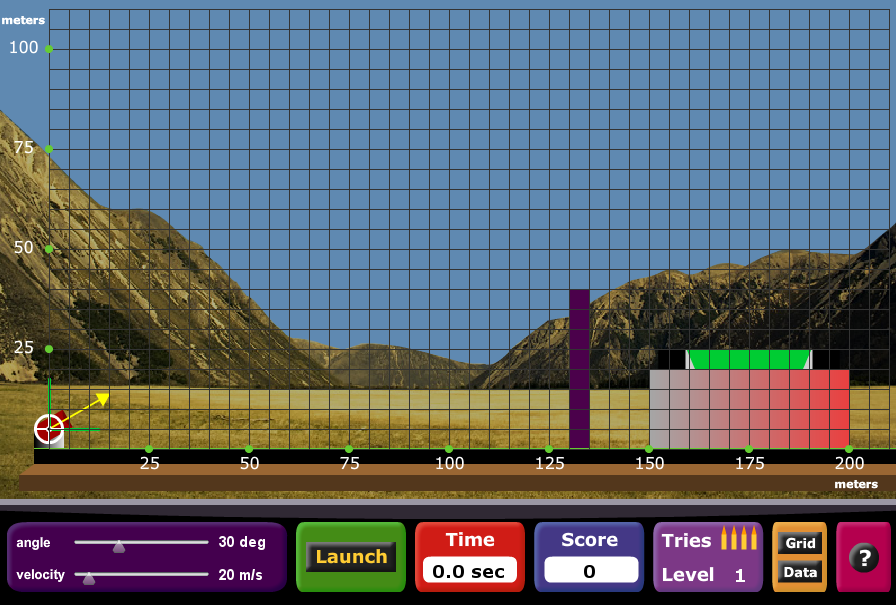 meters
100
75
50
25
25 50 75 100 125 150 175 200
meters
angle 30 deg
velocity 20 m/s
Launch
Time
0.0 sec
Score
0
Tries
Level 1
Grid
Data
?